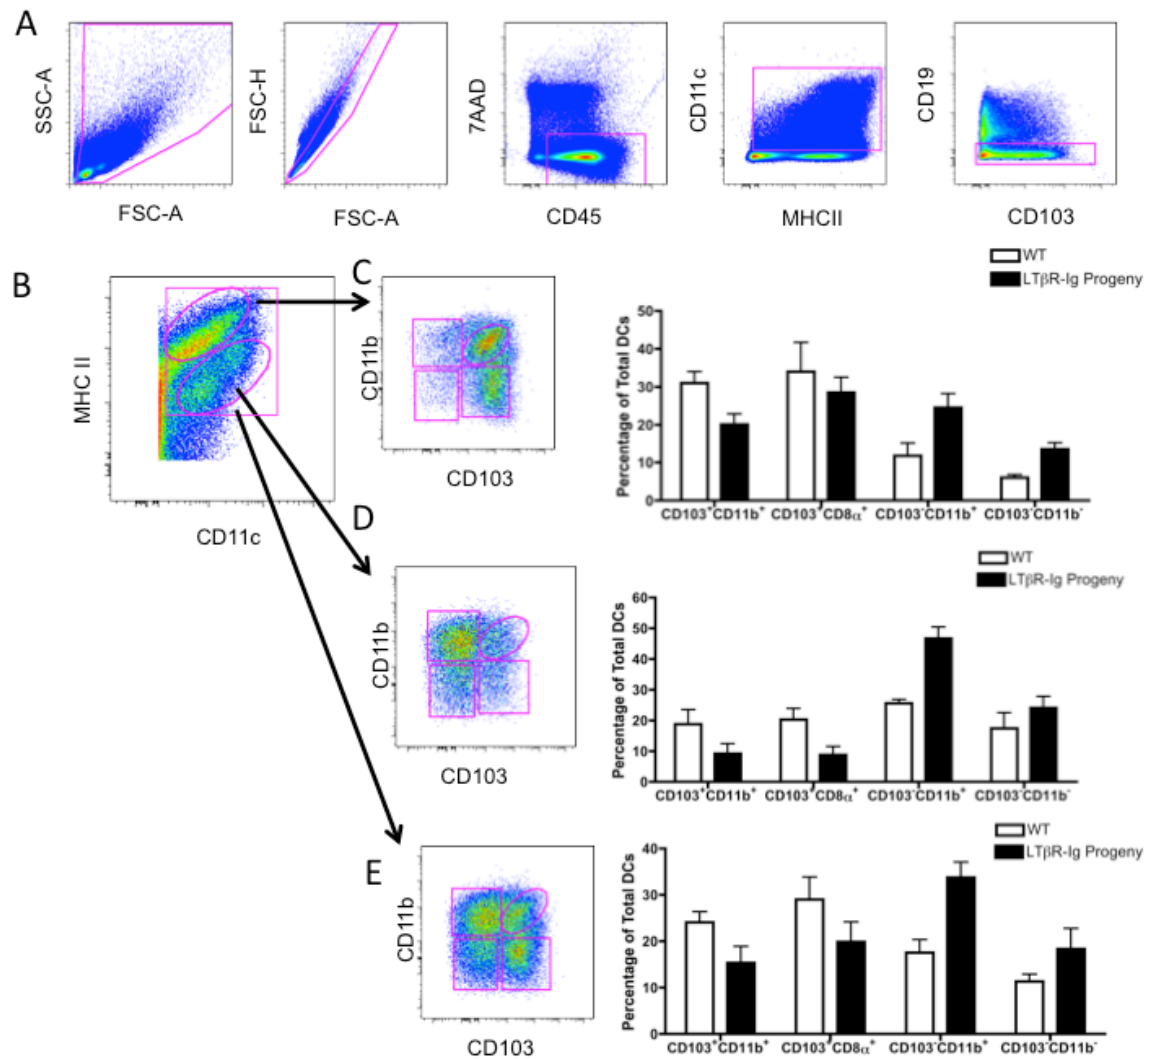 A
SSC-A
FSC-A
FSC-H
FSC-A
7AAD
CD45
CD11c
MHCII
CD19
CD103
B
MHC II
CD11c
C
CD11b
CD103
WT
LTβR-Ig Progeny
Percentage of Total DCs
50
40
30
20
10
0
CD103⁺CD11b⁺
CD103⁺CD8α⁺
CD103⁻CD11b⁺
CD103⁻CD11b⁻
D
CD11b
CD103
WT
LTβR-Ig Progeny
Percentage of Total DCs
60
50
40
30
20
10
0
CD103⁺CD11b⁺
CD103⁺CD8α⁺
CD103⁻CD11b⁺
CD103⁻CD11b⁻
E
CD11b
CD103
WT
LTβR-Ig Progeny
Percentage of Total DCs
40
30
20
10
0
CD103⁺CD11b⁺
CD103⁺CD8α⁺
CD103⁻CD11b⁺
CD103⁻CD11b⁻